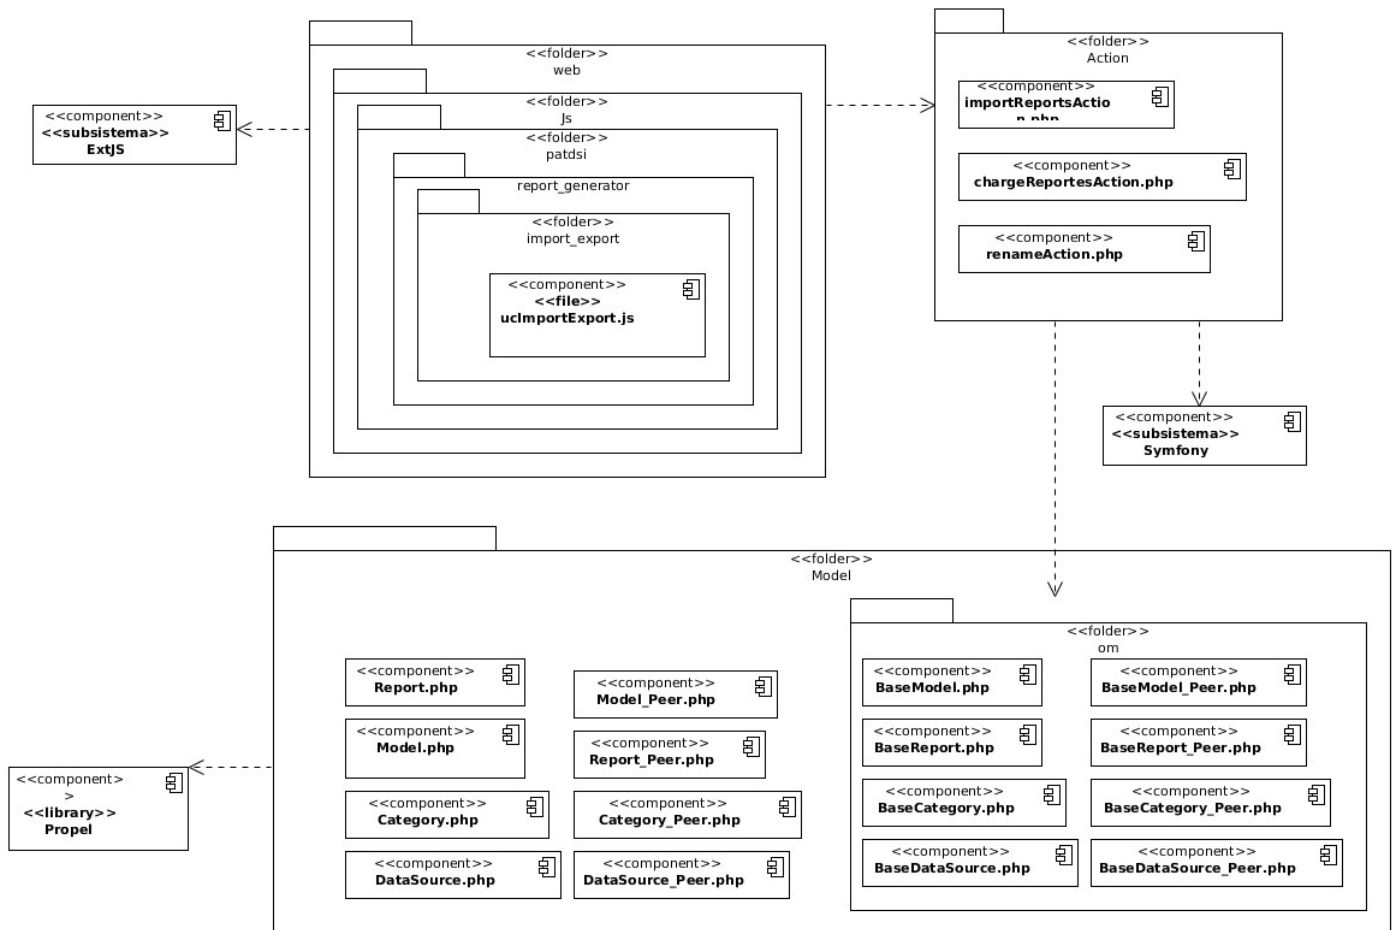 <<folder>>
web
<<folder>>
Js
<<folder>>
patdsi
report_generator
<<folder>>
import_export
<<component>>
<<file>>
ucImportExport.js
<<component>>
<<subsistema>>
ExtJS
<<folder>>
Action
<<component>>
importReportsActio
n.php
<<component>>
chargeReportesAction.php
<<component>>
renameAction.php
<<component>>
<<subsistema>>
Symfony
<<folder>>
Model
<<component>>
Report.php
<<component>>
Model.php
<<component>>
Category.php
<<component>>
DataSource.php
<<component>>
Model_Peer.php
<<component>>
Report_Peer.php
<<component>>
Category_Peer.php
<<component>>
DataSource_Peer.php
<<folder>>
om
<<component>>
BaseModel.php
<<component>>
BaseReport.php
<<component>>
BaseCategory.php
<<component>>
BaseDataSource.php
<<component>>
BaseModel_Peer.php
<<component>>
BaseReport_Peer.php
<<component>>
BaseCategory_Peer.php
<<component>>
BaseDataSource_Peer.php
<<component>
>
<<library>>
Propel